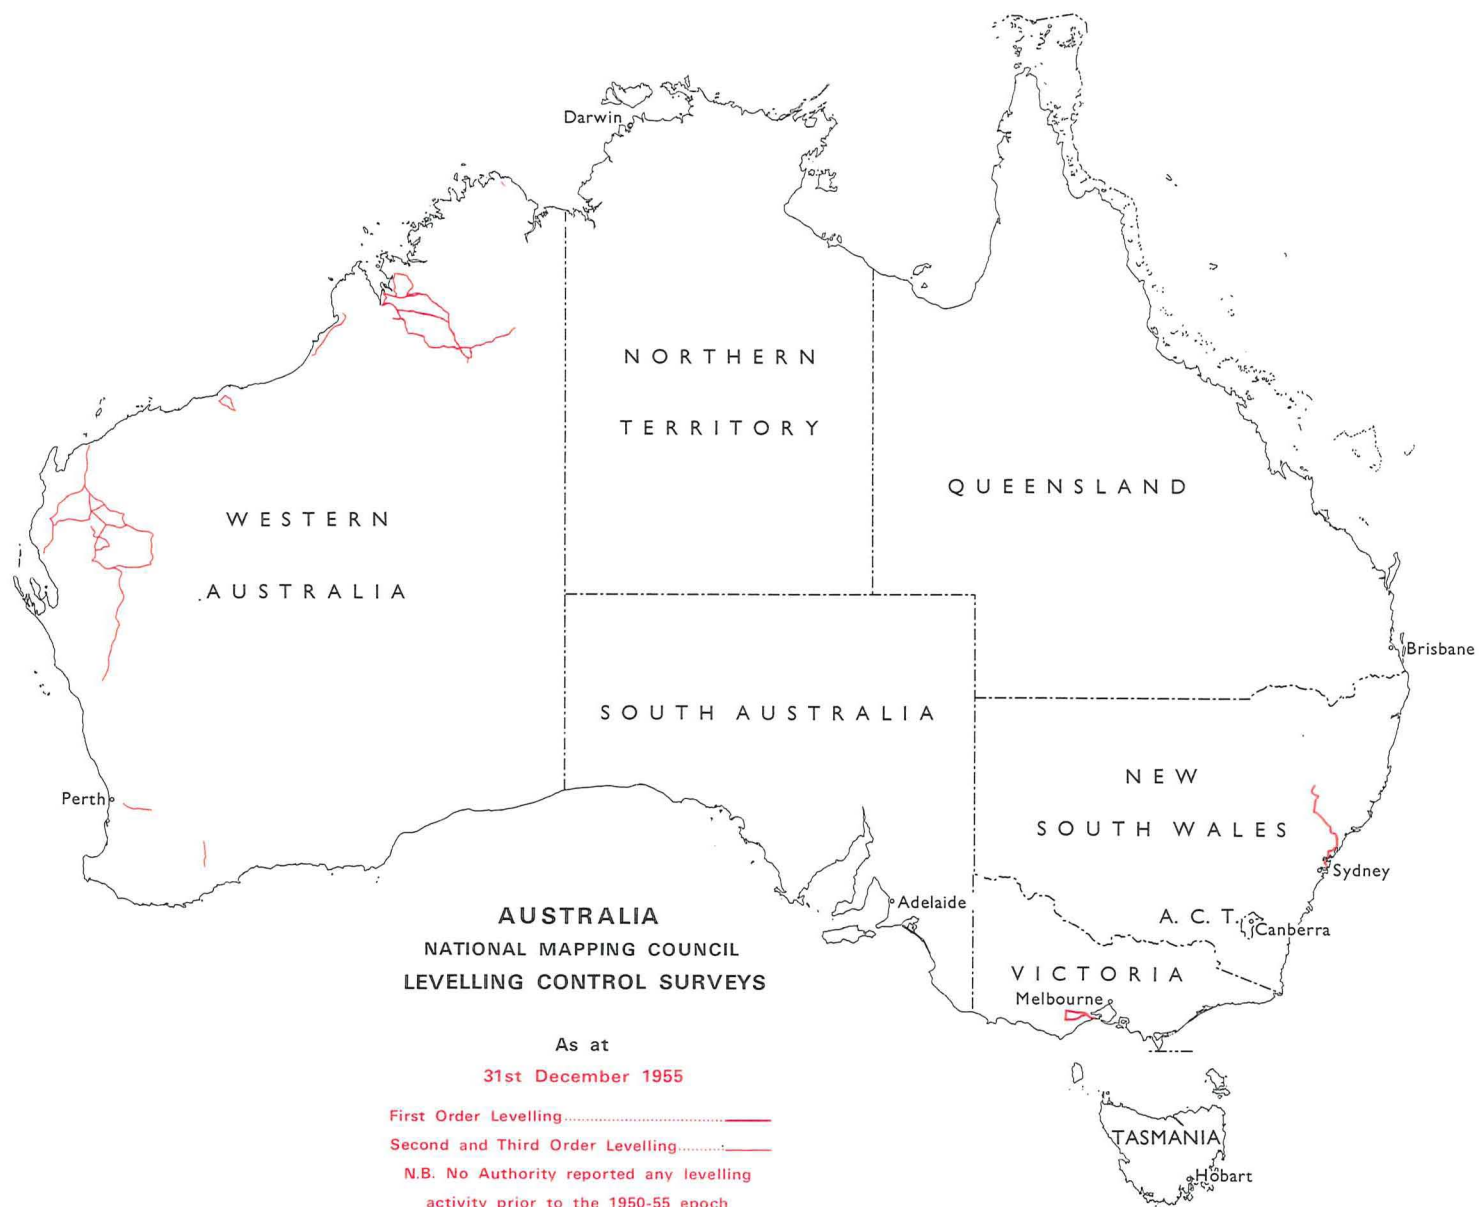 Darwin
NORTHERN
TERRITORY
QUEENSLAND
WESTERN
AUSTRALIA
Brisbane
SOUTH AUSTRALIA
NEW
SOUTH WALES
Perth
Sydney
Adelaide
A. C. T.
Canberra
VICTORIA
Melbourne
AUSTRALIA
NATIONAL MAPPING COUNCIL
LEVELLING CONTROL SURVEYS
As at
31st December 1955
First Order Levelling
Second and Third Order Levelling
N.B. No Authority reported any levelling
activity prior to the 1950-55 epoch
TASMANIA
Hobart